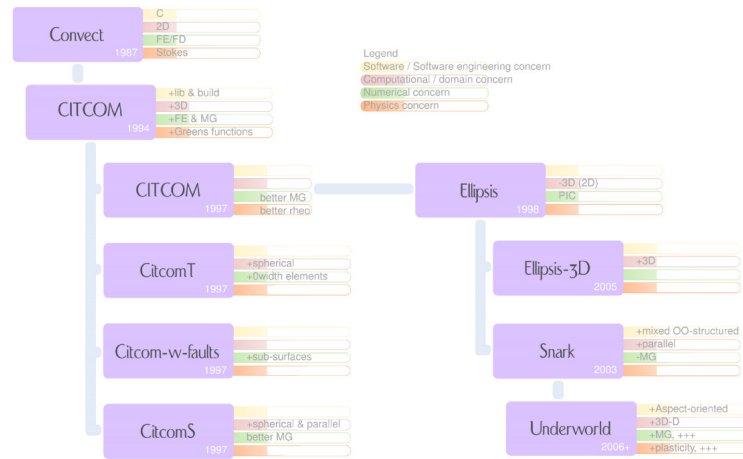 Convect
1987
C
2D
FE/FD
Stokes
Legend
Software / Software engineering concern
Computational / domain concern
Numerical concern
Physics concern
CITCOM
1994
+lib & build
+3D
+FE & MG
+Greens functions
CITCOM
1997
better MG
better rheo
Ellipsis
1998
-3D (2D)
PIC
CitcomT
1997
+spherical
+0width elements
Ellipsis-3D
2005
+3D
Citcom-w-faults
1997
+sub-surfaces
Snark
2003
+mixed OO-structured
+parallel
-MG
CitcomS
1997
+spherical & parallel
better MG
Underworld
2006+
+Aspect-oriented
+3D-D
+MG, +++
+plasticity, +++